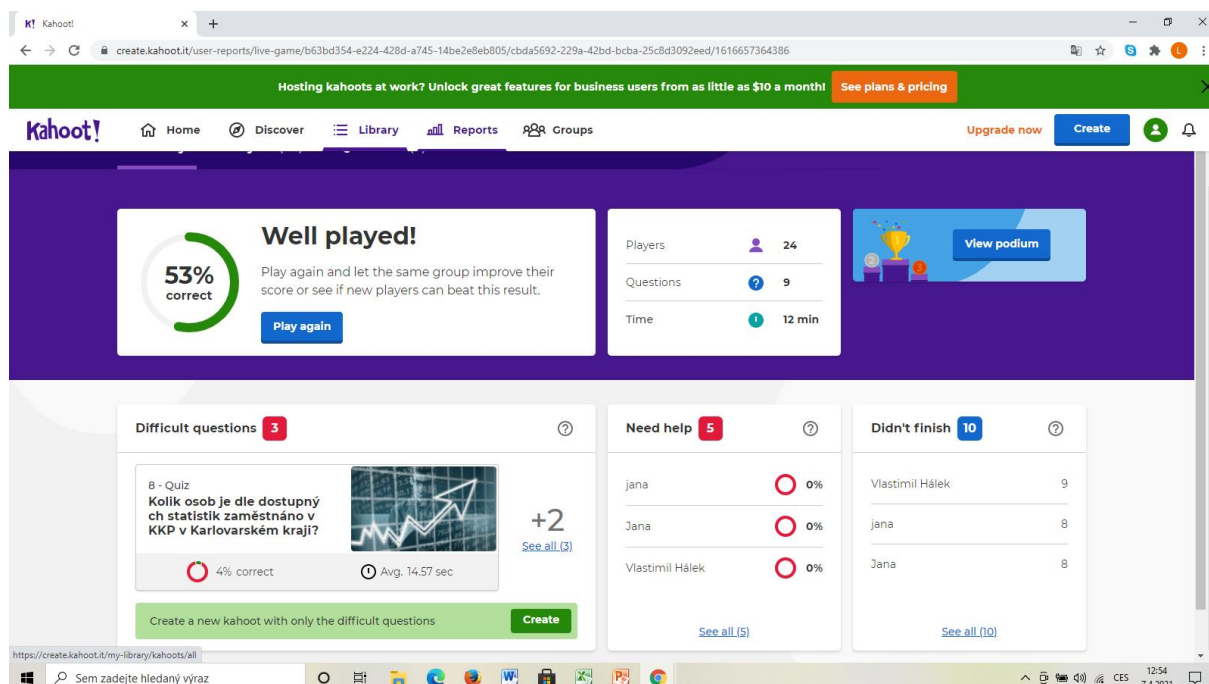 Kahoot!
create.kahoot.it/user-reports/live-game/b63bd354-e224-428d-a745-14be2e8eb805/cbda5692-229a-42bd-bcba-25c8d3092eed/1616657364386
Hosting kahoots at work? Unlock great features for business users from as little as $10 a month! See plans & pricing
Kahoot! Home Discover Library Reports Groups Upgrade now Create
Well played!
53%
correct
Play again and let the same group improve their
score or see if new players can beat this result.
Play again
Players 24
Questions 9
Time 12 min
View podium
Difficult questions 3
8 - Quiz
Kolik osob je dle dostupný
ch statistik zaměstnáno v
KKP v Karlovarském kraji?
4% correct Avg. 14.57 sec
+2
See all (3)
Create a new kahoot with only the difficult questions Create
Need help 5
jana 0%
Jana 0%
Vlastimil Hálek 0%
See all (5)
Didn't finish 10
Vlastimil Hálek 9
jana 8
Jana 8
See all (10)
https://create.kahoot.it/my-library/kahoots/all
Sem zadejte hledaný výraz CES 12:54
7.4.2021